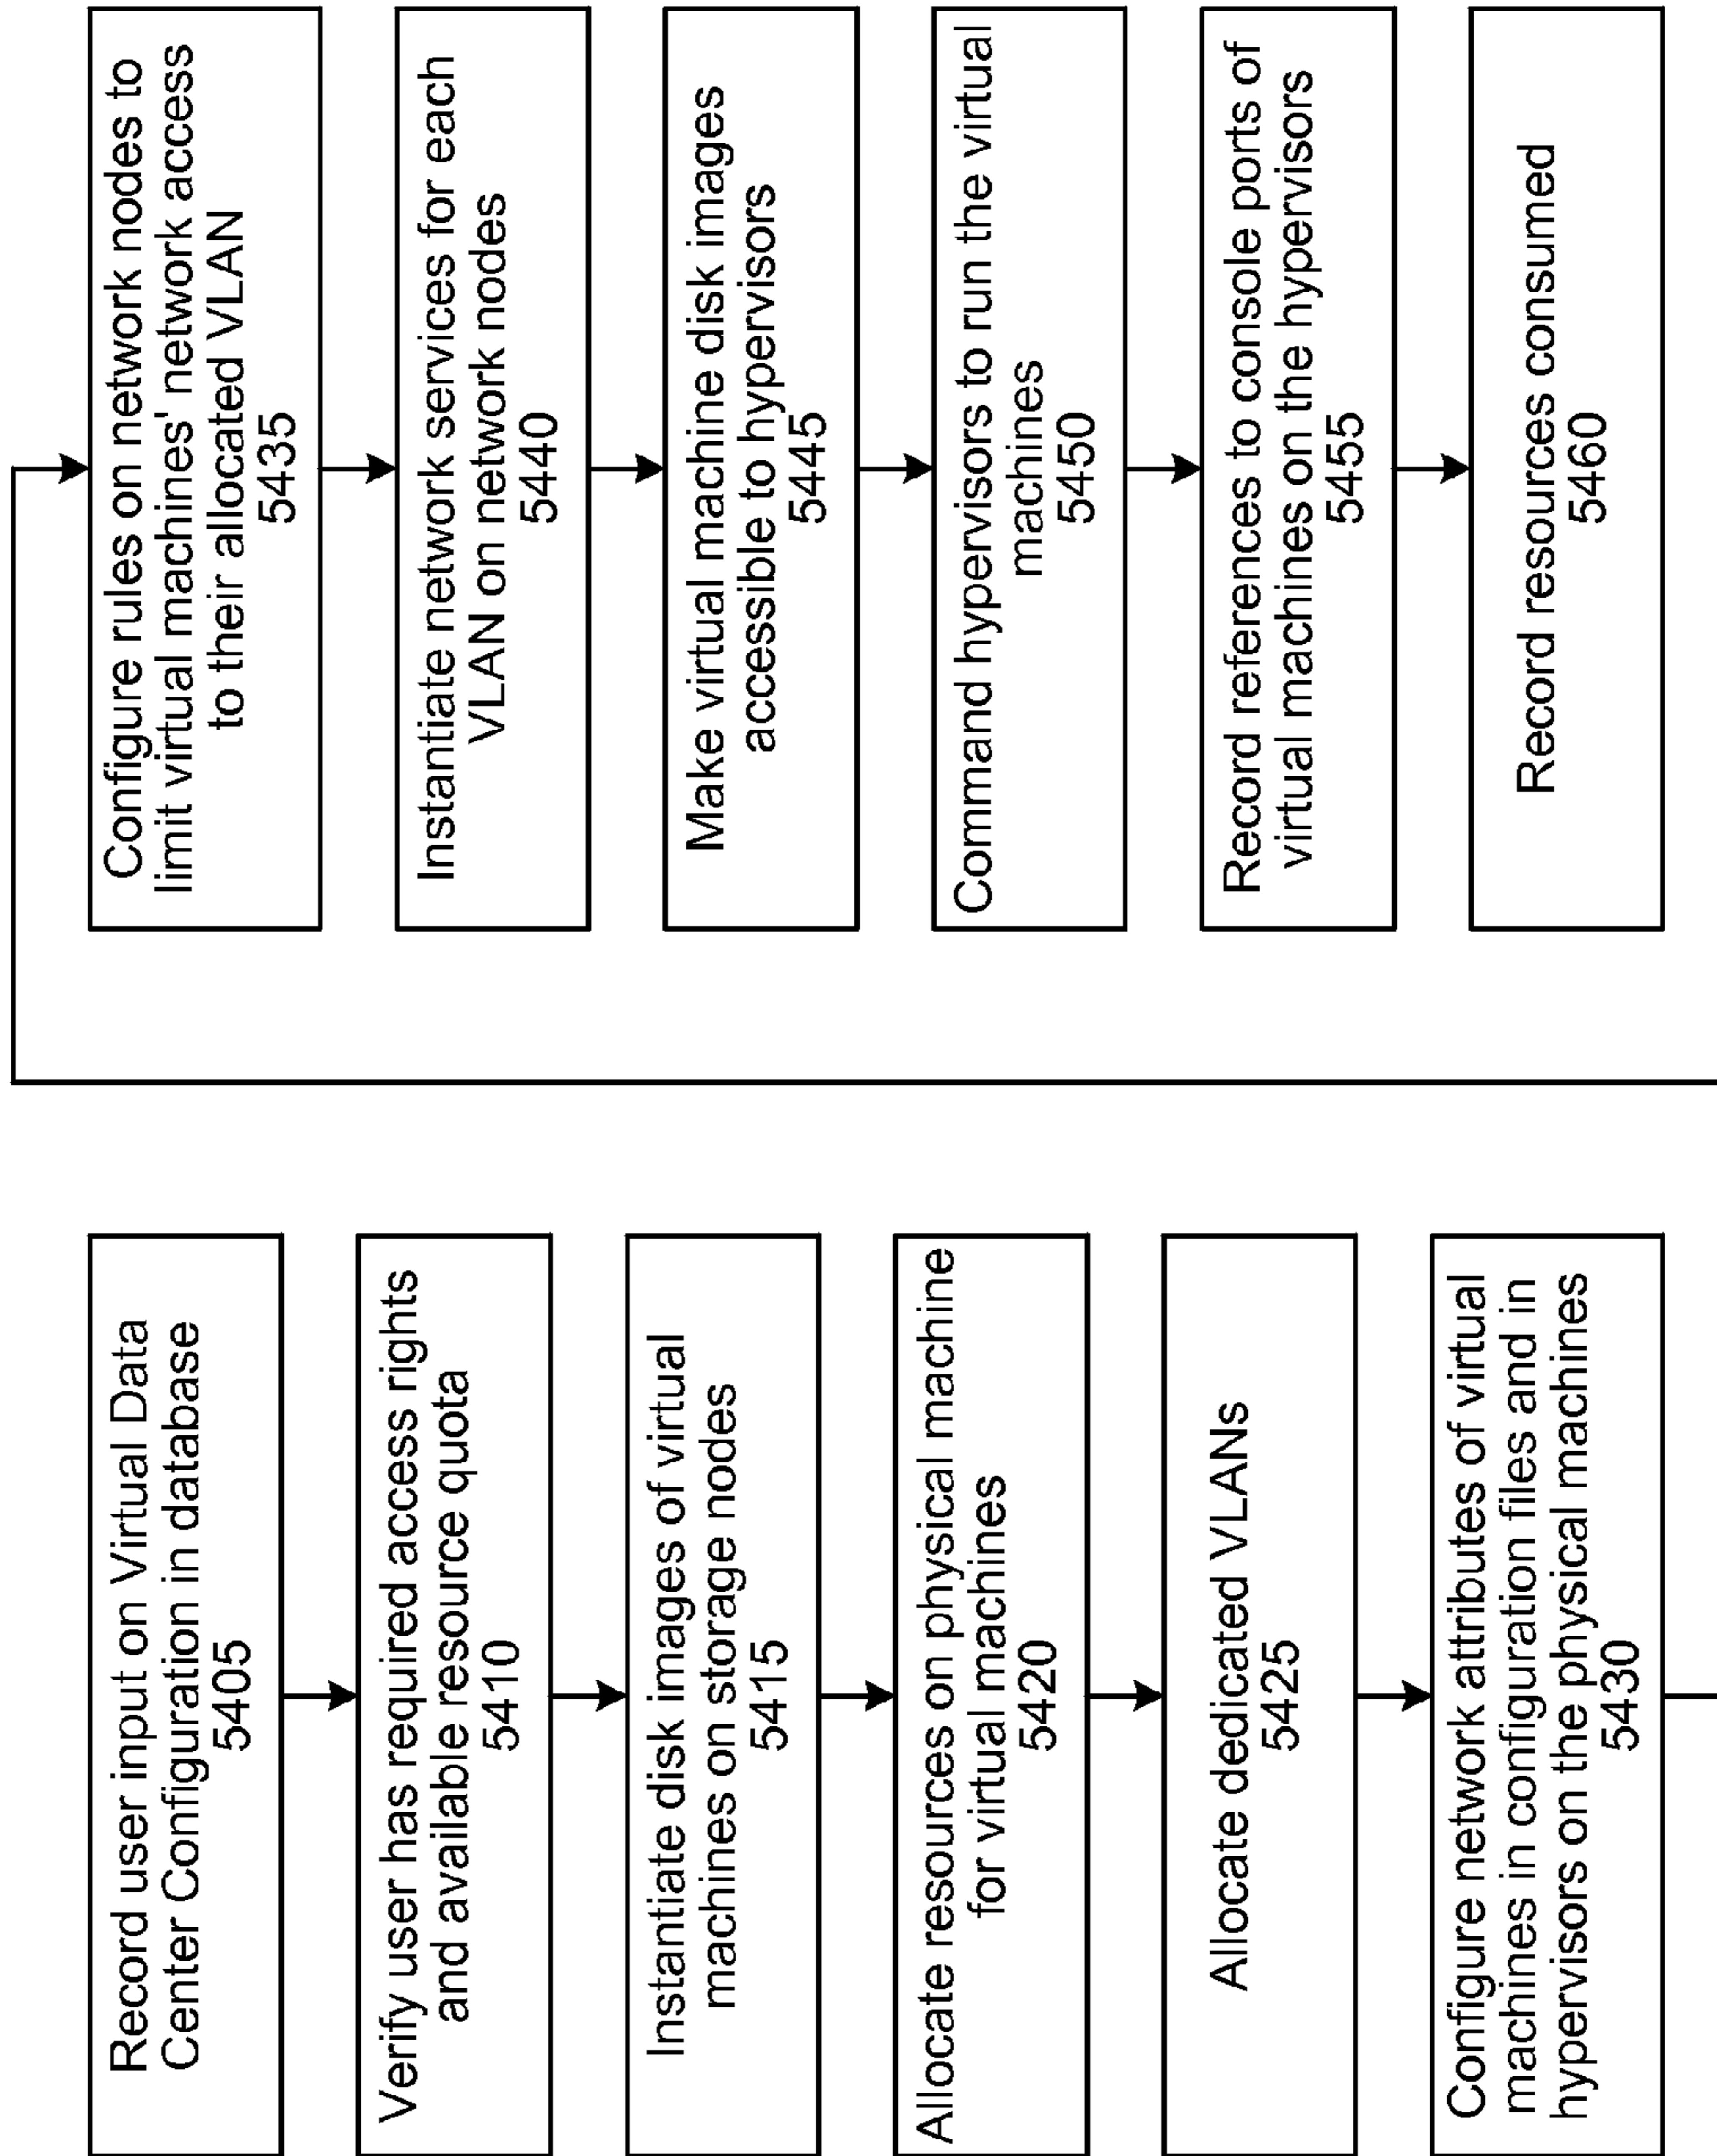 Record user input on Virtual Data
Center Configuration in database
5405
Verify user has required access rights
and available resource quota
5410
Instantiate disk images of virtual
machines on storage nodes
5415
Allocate resources on physical machine
for virtual machines
5420
Allocate dedicated VLANs
5425
Configure network attributes of virtual
machines in configuration files and in
hypervisors on the physical machines
5430
Configure rules on network nodes to
limit virtual machines' network access
to their allocated VLAN
5435
Instantiate network services for each
VLAN on network nodes
5440
Make virtual machine disk images
accessible to hypervisors
5445
Command hypervisors to run the virtual
machines
5450
Record references to console ports of
virtual machines on the hypervisors
5455
Record resources consumed
5460